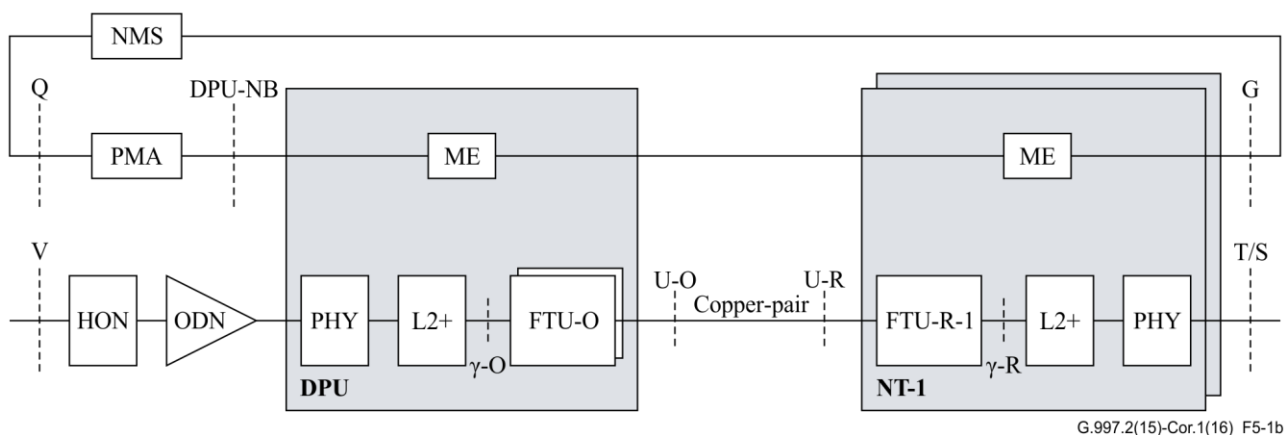 NMS
Q
DPU-NB
G
PMA
ME
ME
V
T/S
U-O
U-R
Copper-pair
HON
ODN
PHY
L2+
FTU-O
FTU-R-1
L2+
PHY
γ-O
γ-R
DPU
NT-1
G.997.2(15)-Cor.1(16)_F5-1b